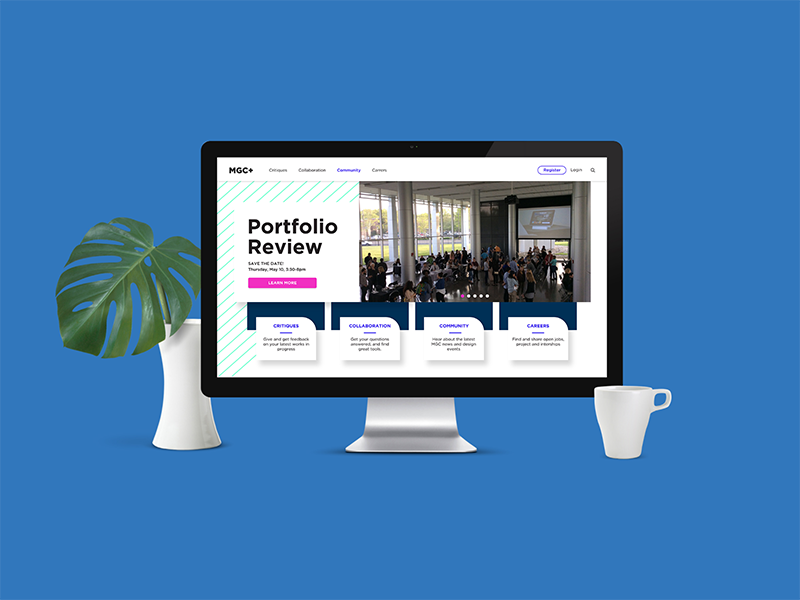 MGC+
Critiques Collaboration Community Careers
Register Login
Portfolio
Review
SAVE THE DATE!
Thursday, May 10, 3:30-8pm
LEARN MORE
CRITIQUES
Give and get feedback
on your latest works in
progress
COLLABORATION
Get your questions
answered, and find
great tools.
COMMUNITY
Hear about the latest
MGC news and design
events
CAREERS
Find and share open jobs,
project and interships